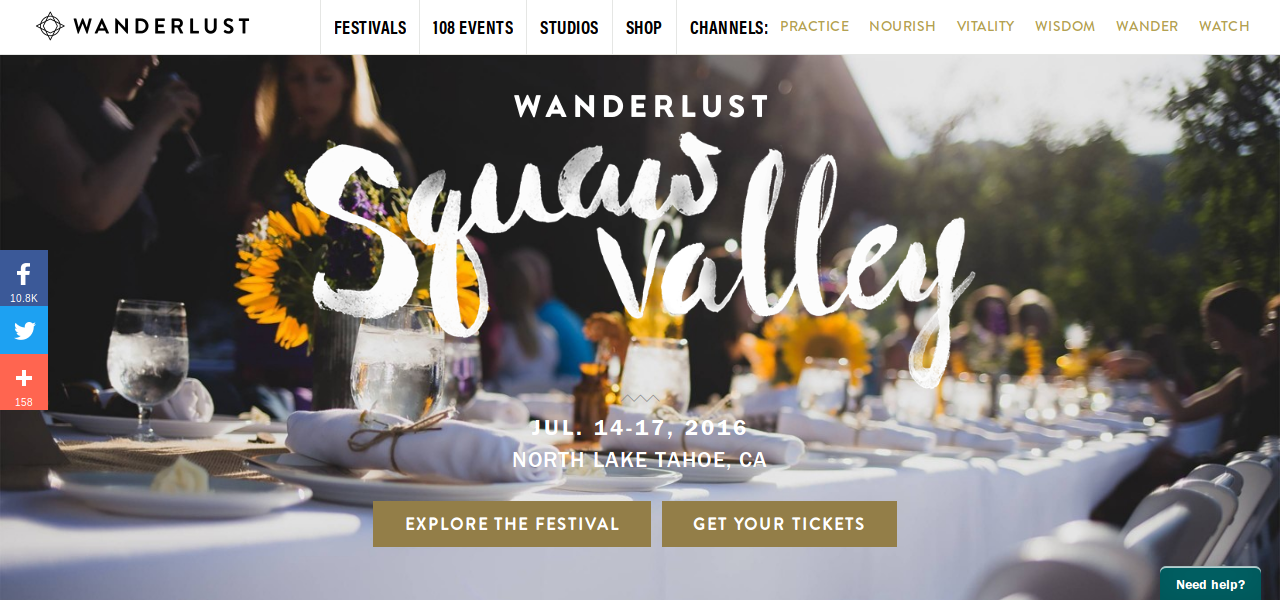 WANDERLUST
FESTIVALS 108 EVENTS STUDIOS SHOP CHANNELS: PRACTICE NOURISH VITALITY WISDOM WANDER WATCH
WANDERLUST
Squaw
Valley
10.8K
158
JUL. 14-17, 2016
NORTH LAKE TAHOE, CA
EXPLORE THE FESTIVAL GET YOUR TICKETS
Need help?